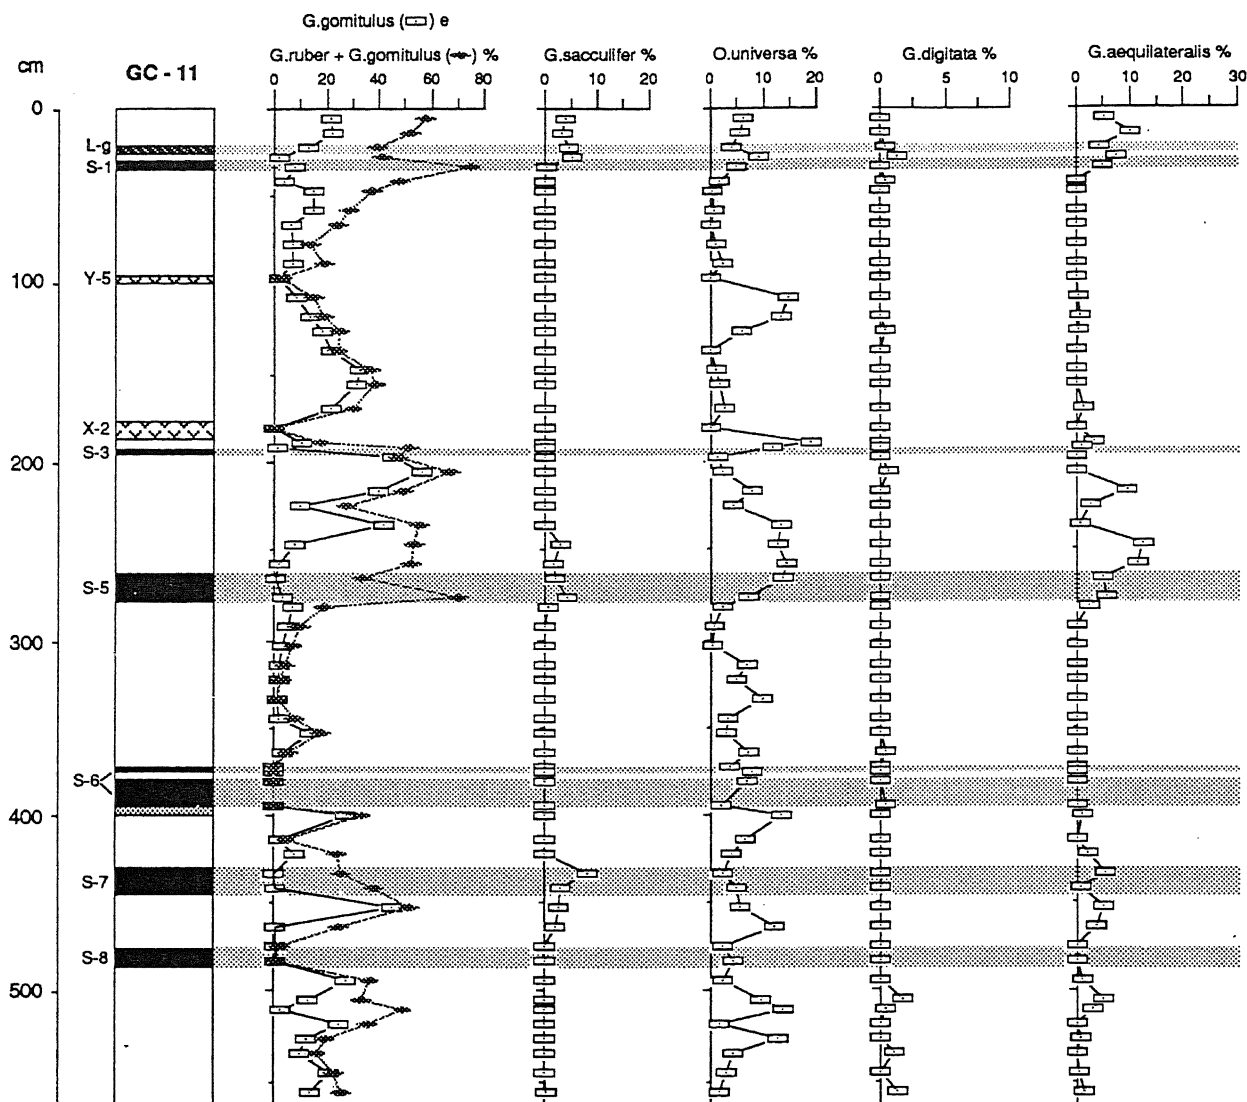 G.gomitulus ( ) e
G.ruber + G.gomitulus ( ) % G.sacculifer % O.universa % G.digitata % G.aequilateralis %
cm GC - 11
0 20 40 60 80 0 10 20 0 10 20 0 5 10 0 10 20 30
0
L-g
S-1
Y-5
100
X-2
S-3
200
S-5
300
S-6
400
S-7
S-8
500